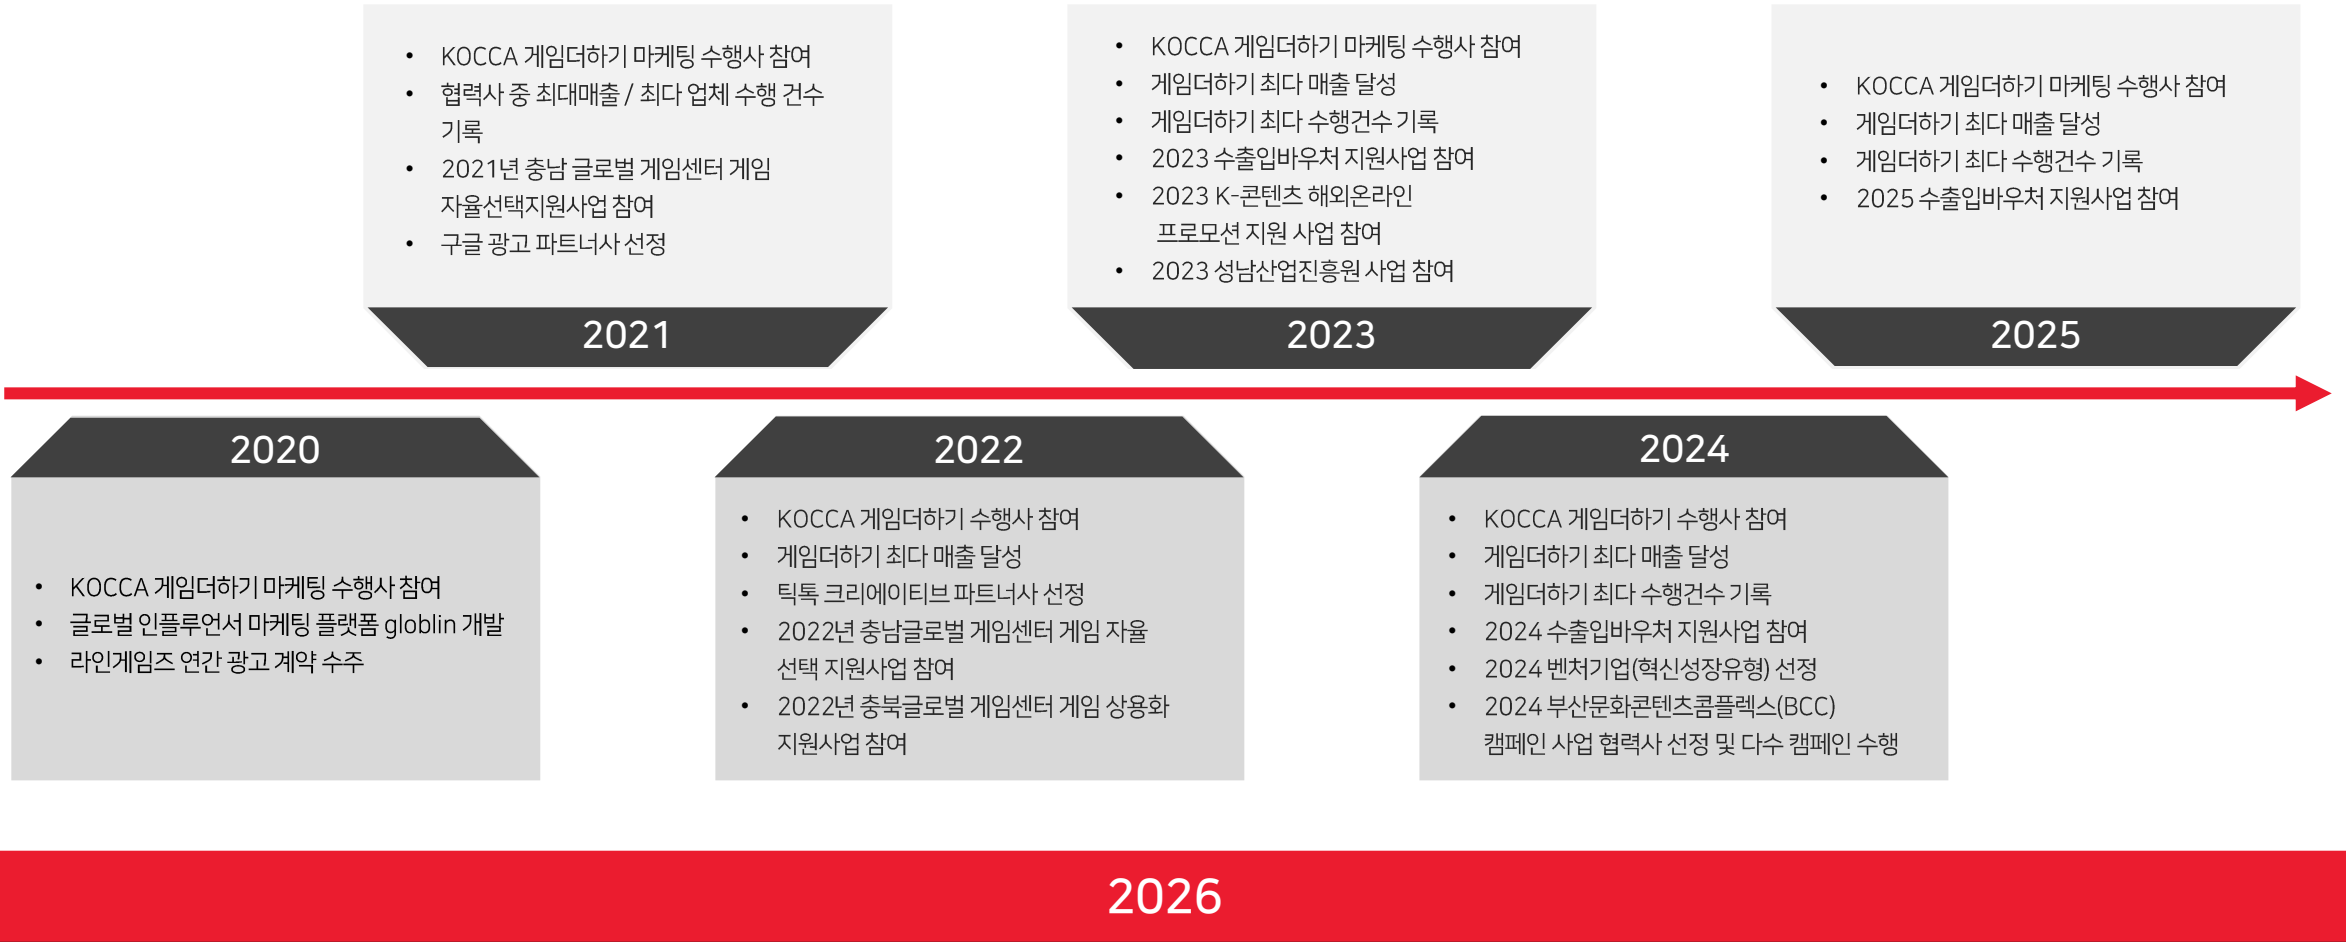 KOCCA 게임더하기 마케팅 수행사 참여
협력사 중 최대매출 / 최다 업체 수행 건수
기록
2021년 충남 글로벌 게임센터 게임
자율선택지원사업 참여
구글 광고 파트너사 선정
2021
KOCCA 게임더하기 마케팅 수행사 참여
게임더하기 최다 매출 달성
게임더하기 최다 수행건수 기록
2023 수출입바우처 지원사업 참여
2023 K-콘텐츠 해외온라인
프로모션 지원 사업 참여
2023 성남산업진흥원 사업 참여
2023
KOCCA 게임더하기 마케팅 수행사 참여
게임더하기 최다 매출 달성
게임더하기 최다 수행건수 기록
2025 수출입바우처 지원사업 참여
2025
2020
KOCCA 게임더하기 마케팅 수행사 참여
글로벌 인플루언서 마케팅 플랫폼 globlin 개발
라인게임즈 연간 광고 계약 수주
2022
KOCCA 게임더하기 수행사 참여
게임더하기 최다 매출 달성
틱톡 크리에이티브 파트너사 선정
2022년 충남글로벌 게임센터 게임 자율
선택 지원사업 참여
2022년 충북글로벌 게임센터 게임 상용화
지원사업 참여
2024
KOCCA 게임더하기 수행사 참여
게임더하기 최다 매출 달성
게임더하기 최다 수행건수 기록
2024 수출입바우처 지원사업 참여
2024 벤처기업(혁신성장유형) 선정
2024 부산문화콘텐츠콤플렉스(BCC)
캠페인 사업 협력사 선정 및 다수 캠페인 수행
2026